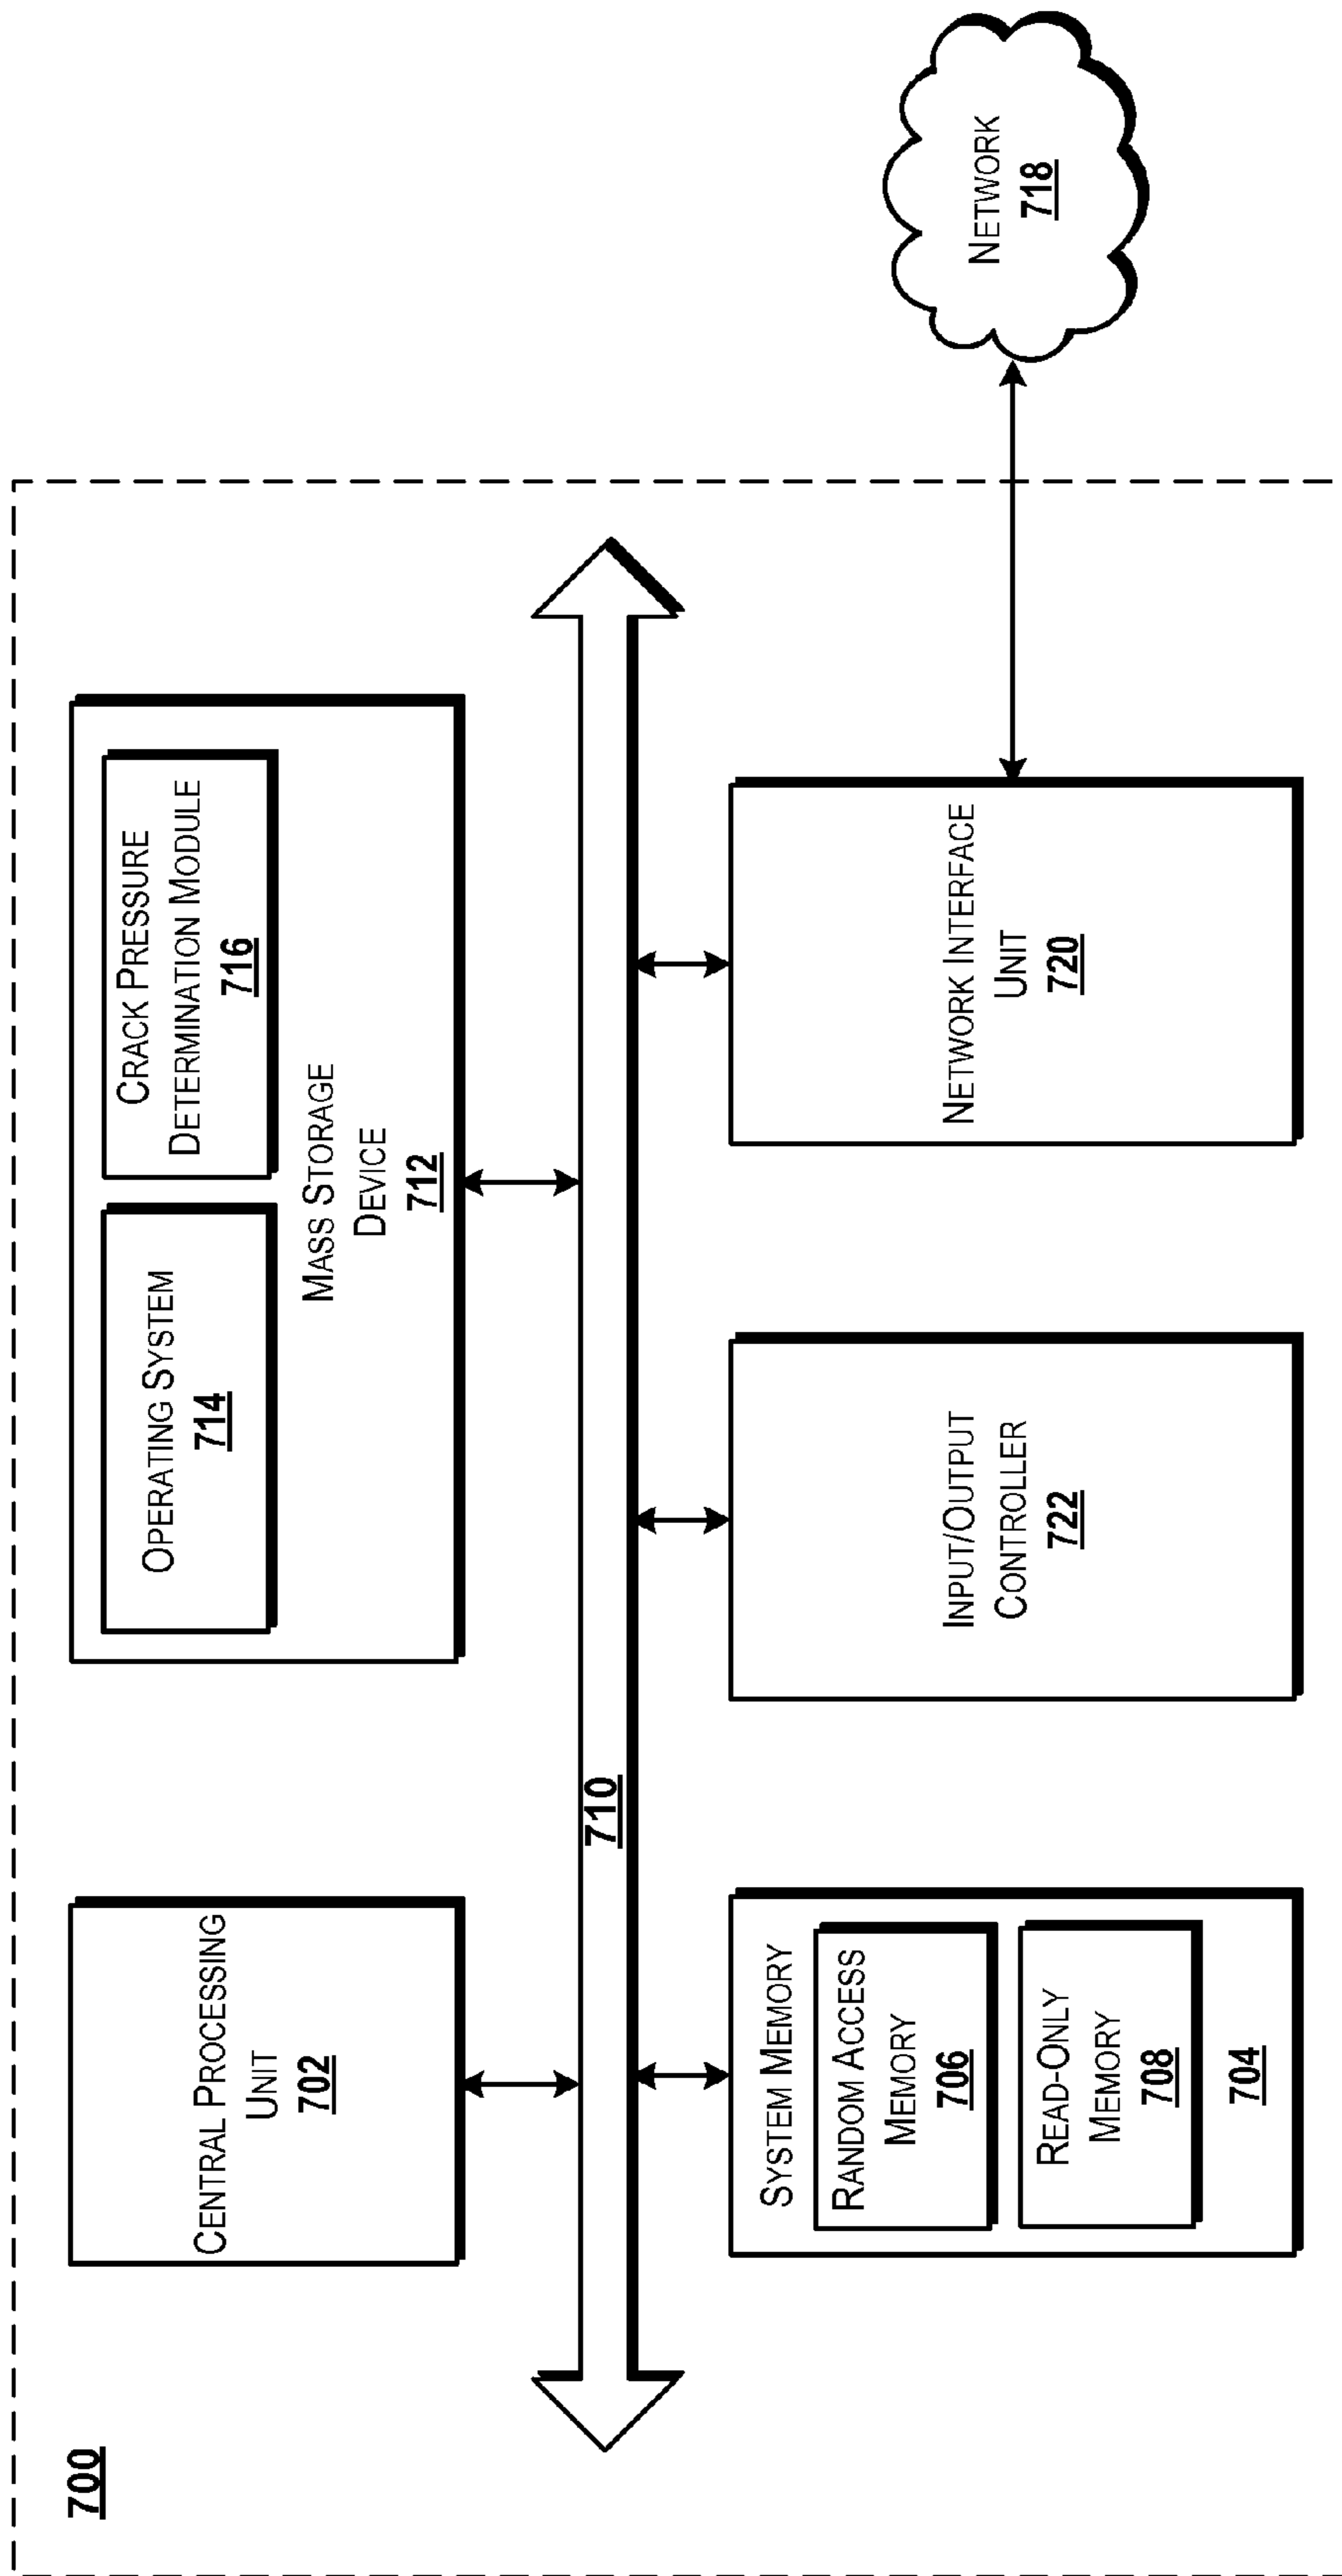 700
CENTRAL PROCESSING
UNIT
702
OPERATING SYSTEM
714
CRACK PRESSURE
DETERMINATION MODULE
716
MASS STORAGE
DEVICE
712
710
SYSTEM MEMORY
RANDOM ACCESS
MEMORY
706
READ-ONLY
MEMORY
708
704
INPUT/OUTPUT
CONTROLLER
722
NETWORK INTERFACE
UNIT
720
NETWORK
718